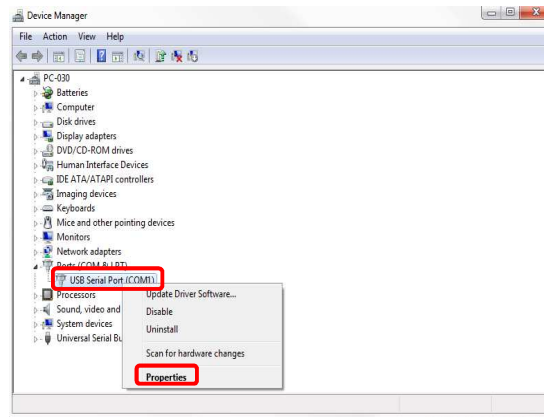 Device Manager
File Action View Help
PC-030
Batteries
Computer
Disk drives
Display adapters
DVD/CD-ROM drives
Human Interface Devices
IDE ATA/ATAPI controllers
Imaging devices
Keyboards
Mice and other pointing devices
Monitors
Network adapters
Ports (COM & LPT)
USB Serial Port (COM1)
Processors
Update Driver Software...
Sound, video and
Disable
System devices
Uninstall
Universal Serial Bu
Scan for hardware changes
Properties